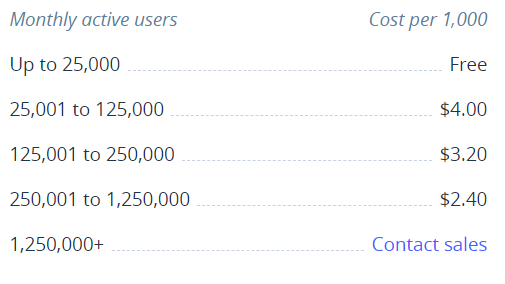 Monthly active users Cost per 1,000
Up to 25,000 Free
25,001 to 125,000 $4.00
125,001 to 250,000 $3.20
250,001 to 1,250,000 $2.40
1,250,000+ Contact sales